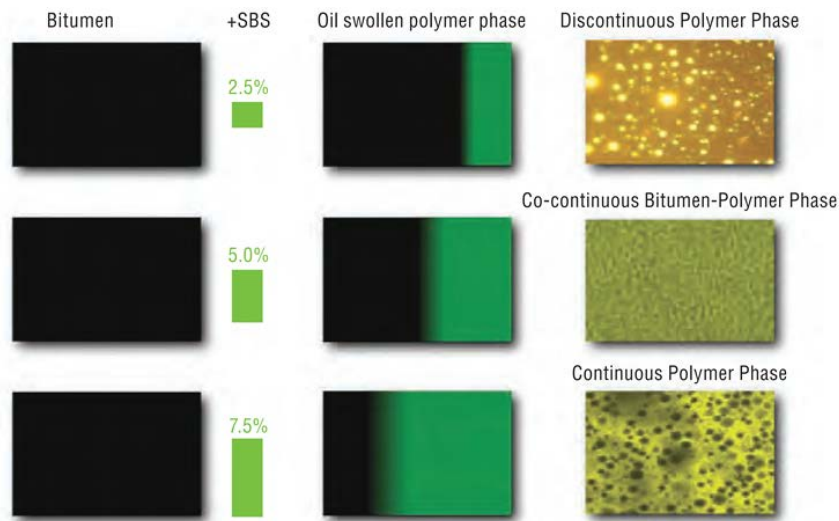 Bitumen
+SBS
Oil swollen polymer phase
Discontinuous Polymer Phase
2.5%
Co-continuous Bitumen-Polymer Phase
5.0%
Continuous Polymer Phase
7.5%